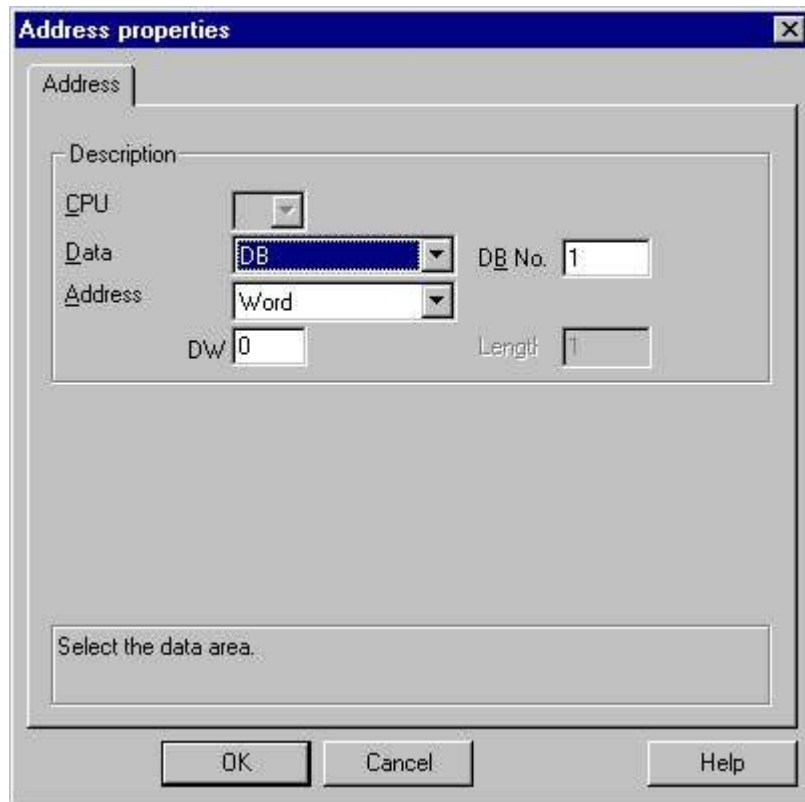 Address properties
Address
Description
CPU
Data DB DB No. 1
Address Word
DW 0 Lengtl 1
Select the data area.
OK Cancel Help